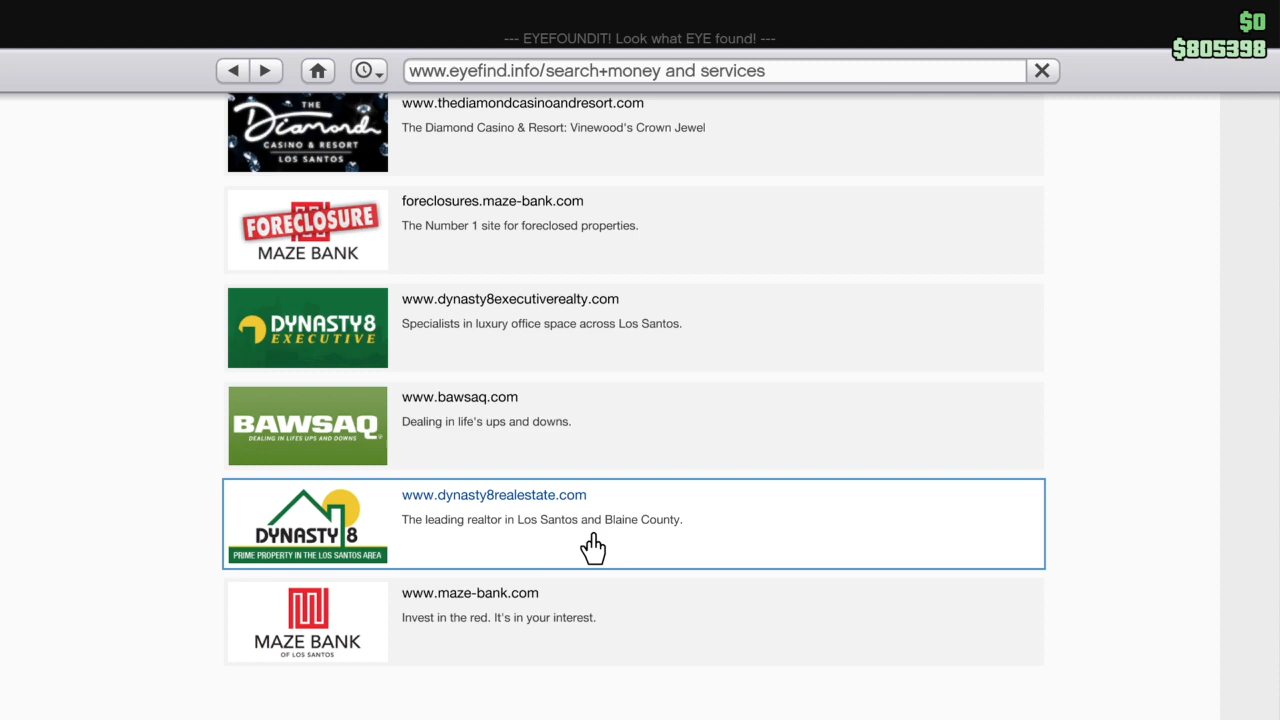 $0
--- EYEFOUNDIT! Look what EYE found! ---
$805398
www.eyefind.info/search+money and services
THE
Diamond
CASINO & RESORT
LOS SANTOS
www.thediamondcasinoandresort.com
The Diamond Casino & Resort: Vinewood's Crown Jewel
FORECLOSURE
MAZE BANK
foreclosures.maze-bank.com
The Number 1 site for foreclosed properties.
DYNASTY8
EXECUTIVE
www.dynasty8executiverealty.com
Specialists in luxury office space across Los Santos.
BAWSAQ
DEALING IN LIFE'S UPS AND DOWNS
www.bawsaq.com
Dealing in life's ups and downs.
DYNASTY 8
PRIME PROPERTY IN THE LOS SANTOS AREA
www.dynasty8realestate.com
The leading realtor in Los Santos and Blaine County.
MAZE BANK
OF LOS SANTOS
www.maze-bank.com
Invest in the red. It's in your interest.